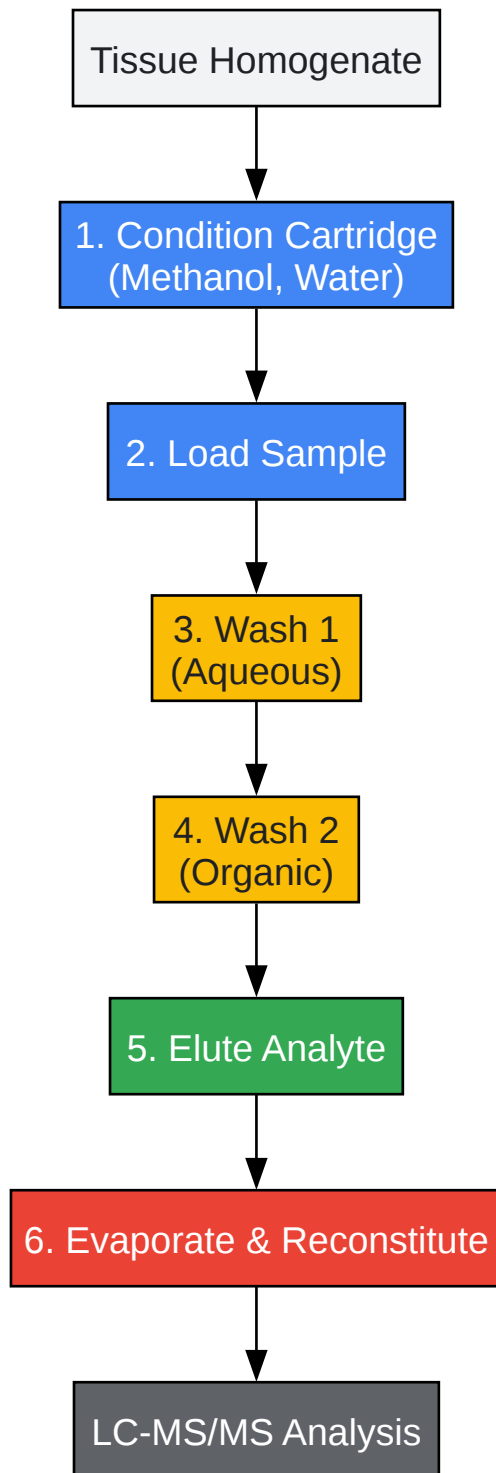 Tissue Homogenate
1. Condition Cartridge
(Methanol, Water)
2. Load Sample
3. Wash 1
(Aqueous)
4. Wash 2
(Organic)
5. Elute Analyte
6. Evaporate & Reconstitute
LC-MS/MS Analysis